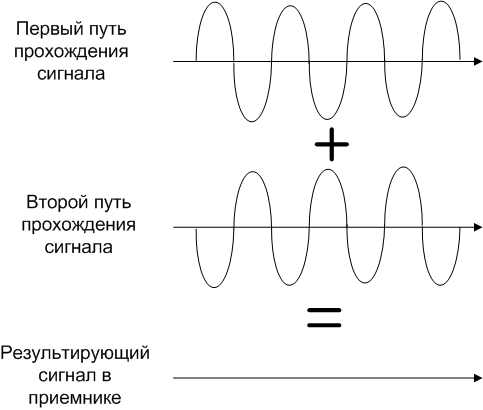 Первый путь
прохождения
сигнала
+
Второй путь
прохождения
сигнала
=
Результирующий
сигнал в
приемнике